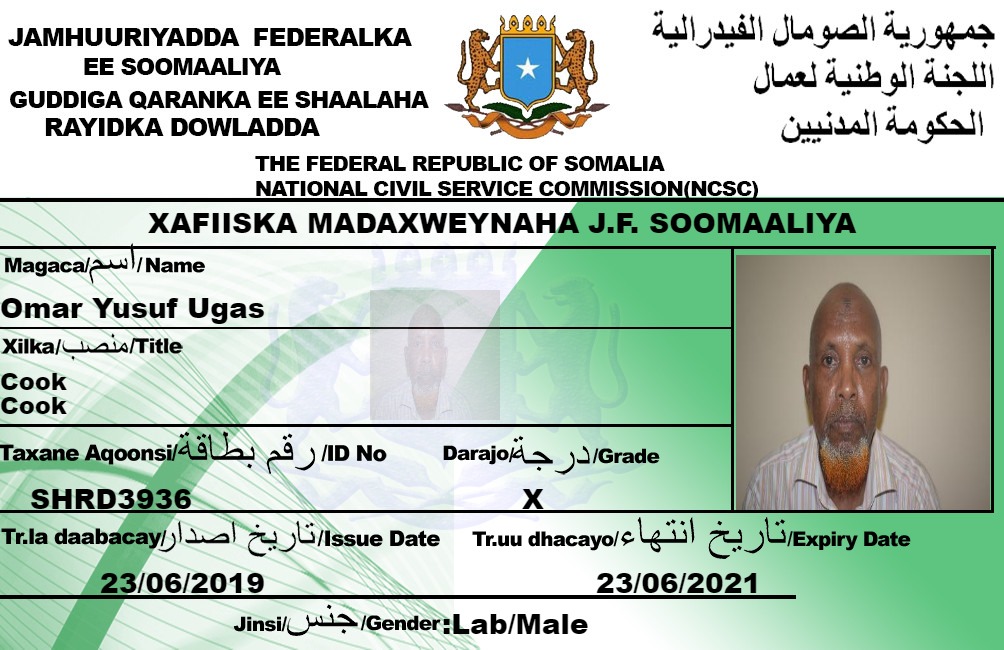 JAMHUURIYADDA FEDERALKA
EE SOOMAALIYA
GUDDIGA QARANKA EE SHAALAHA
RAYIDKA DOWLADDA
جمهورية الصومال الفيدرالية
اللجنة الوطنية لعمال
الحكومة المدنيين
THE FEDERAL REPUBLIC OF SOMALIA
NATIONAL CIVIL SERVICE COMMISSION(NCSC)
XAFIISKA MADAXWEYNAHA J.F. SOOMAALIYA
Magaca/اسم/Name
Omar Yusuf Ugas
Xilka/منصب/Title
Cook
Cook
Taxane Aqoonsi/رقم بطاقة/ID No
Darajo/درجة/Grade
SHRD3936
X
Tr.la daabacay/تاريخ اصدار/Issue Date
Tr.uu dhacayo/تاريخ انتهاء/Expiry Date
23/06/2019
23/06/2021
Jinsi/جنس/Gender:Lab/Male